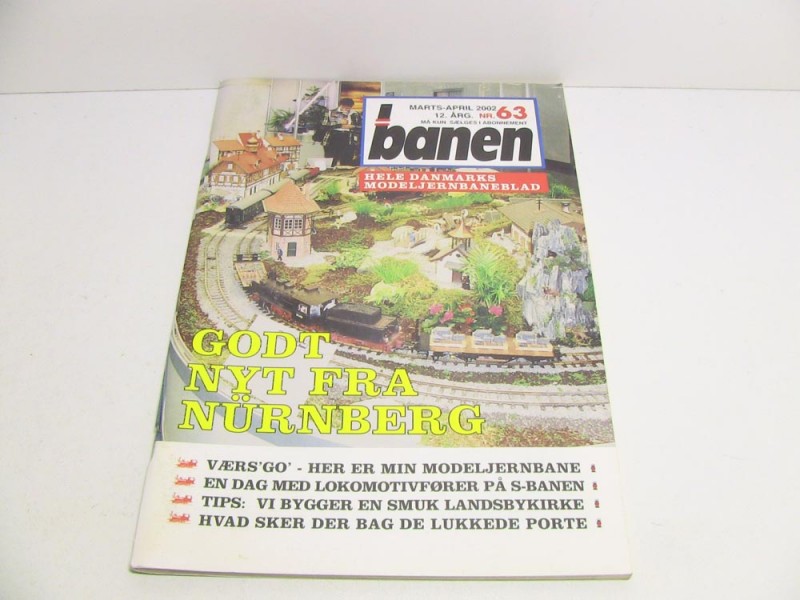 MARTS-APRIL 2002
12. ÅRG. NR. 63
MÅ KUN SÆLGES I ABONNEMENT
banen
HELE DANMARKS
MODELJERNBANEBLAD
GODT
NYT FRA
NÜRNBERG
VÆRS'GO' - HER ER MIN MODELJERNBANE
EN DAG MED LOKOMOTIVFØRER PÅ S-BANEN
TIPS: VI BYGGER EN SMUK LANDSBYKIRKE
HVAD SKER DER BAG DE LUKKEDE PORTE